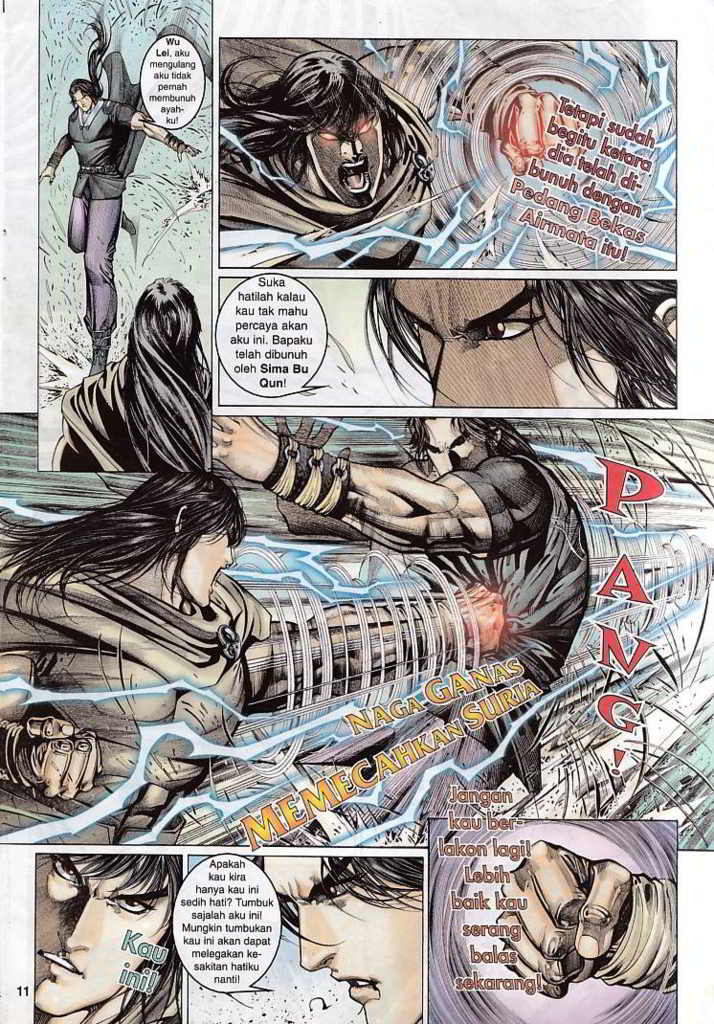 Wu
Lei, aku
mengulang
aku tidak
pernah
membunuh
ayah-
ku!
Tetapi sudah
begitu ketara
dia telah di-
bunuh dengan
Pedang Bekas
Airmata itu!
Suka
hatilah kalau
kau tak mahu
percaya akan
aku ini. Bapaku
telah dibunuh
oleh Sima Bu
Qun!
PANG!
NAGA GANAS
MEMECAHKAN SURIA
Kau
ini!
Apakah
kau kira
hanya kau ini
sedih hati? Tumbuk
sajalah aku ini!
Mungkin tumbukan
kau ini akan dapat
melegakan ke-
sakitan hatiku
nanti!
Jangan
kau ber-
lakon lagi!
Lebih
baik kau
serang
balas
sekarang!
11